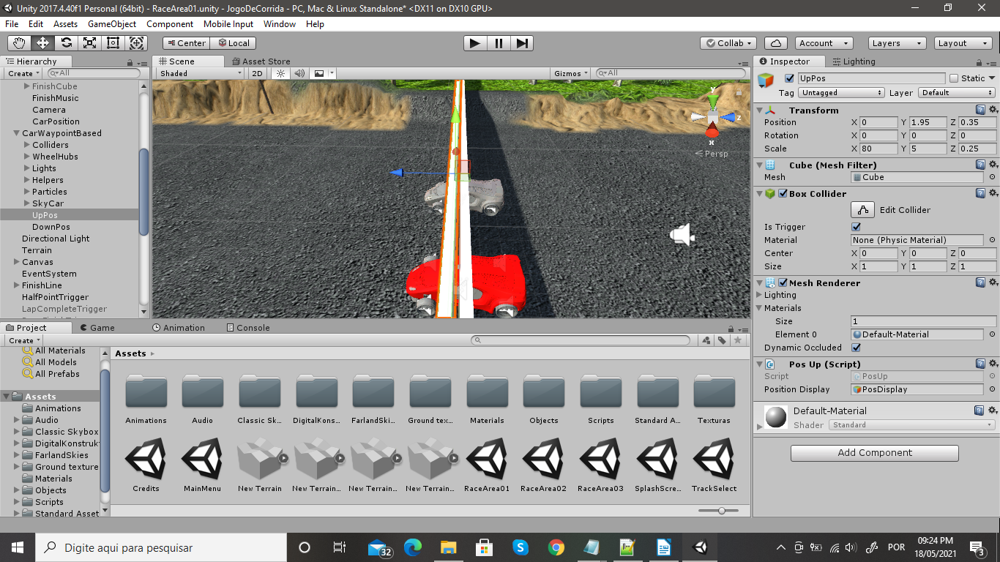 Unity 2017.4.40f1 Personal (64bit) - RaceArea01.unity - JogoDeCorrida - PC, Mac & Linux Standalone* <DX11 on DX10 GPU>
File Edit Assets GameObject Component Mobile Input Window Help
Center Local Collab Account Layers Layout
Hierarchy
Create All
FinishCube
FinishMusic
Camera
CarPosition
CarWaypointBased
Colliders
WheelHubs
Lights
Helpers
Particles
SkyCar
UpPos
DownPos
Directional Light
Terrain
Canvas
EventSystem
FinishLine
HalfPointTrigger
LapCompleteTrigger
Scene Asset Store
Shaded 2D Gizmos All
y
z
x
Persp
Inspector Lighting
UpPos Static
Tag Untagged Layer Default
Transform
Position X 0 Y 1.95 Z 0.35
Rotation X 0 Y 0 Z 0
Scale X 80 Y 5 Z 0.25
Cube (Mesh Filter)
Mesh Cube
Box Collider
Edit Collider
Is Trigger
Material None (Physic Material)
Center X 0 Y 0 Z 0
Size X 1 Y 1 Z 1
Mesh Renderer
Lighting
Materials
Size 1
Element 0 Default-Material
Dynamic Occluded
Pos Up (Script)
Script PosUp
Position Display PosDisplay
Default-Material
Shader Standard
Add Component
Project Game Animation Console
Create
All Materials
All Models
All Prefabs
Assets
Animations
Audio
Classic Skybox
DigitalKonstruk
FarlandSkies
Ground texture
Materials
Objects
Scripts
Standard Asset
Assets
Animations Audio Classic Sk... DigitalKons... FarlandSki... Ground tex... Materials Objects Scripts Standard A... Texturas
Credits MainMenu New Terrain New Terrain... New Terrain... New Terrain... RaceArea01 RaceArea02 RaceArea03 SplashScre... TrackSelect
Digite aqui para pesquisar
32
POR
09:24 PM
18/05/2021
3